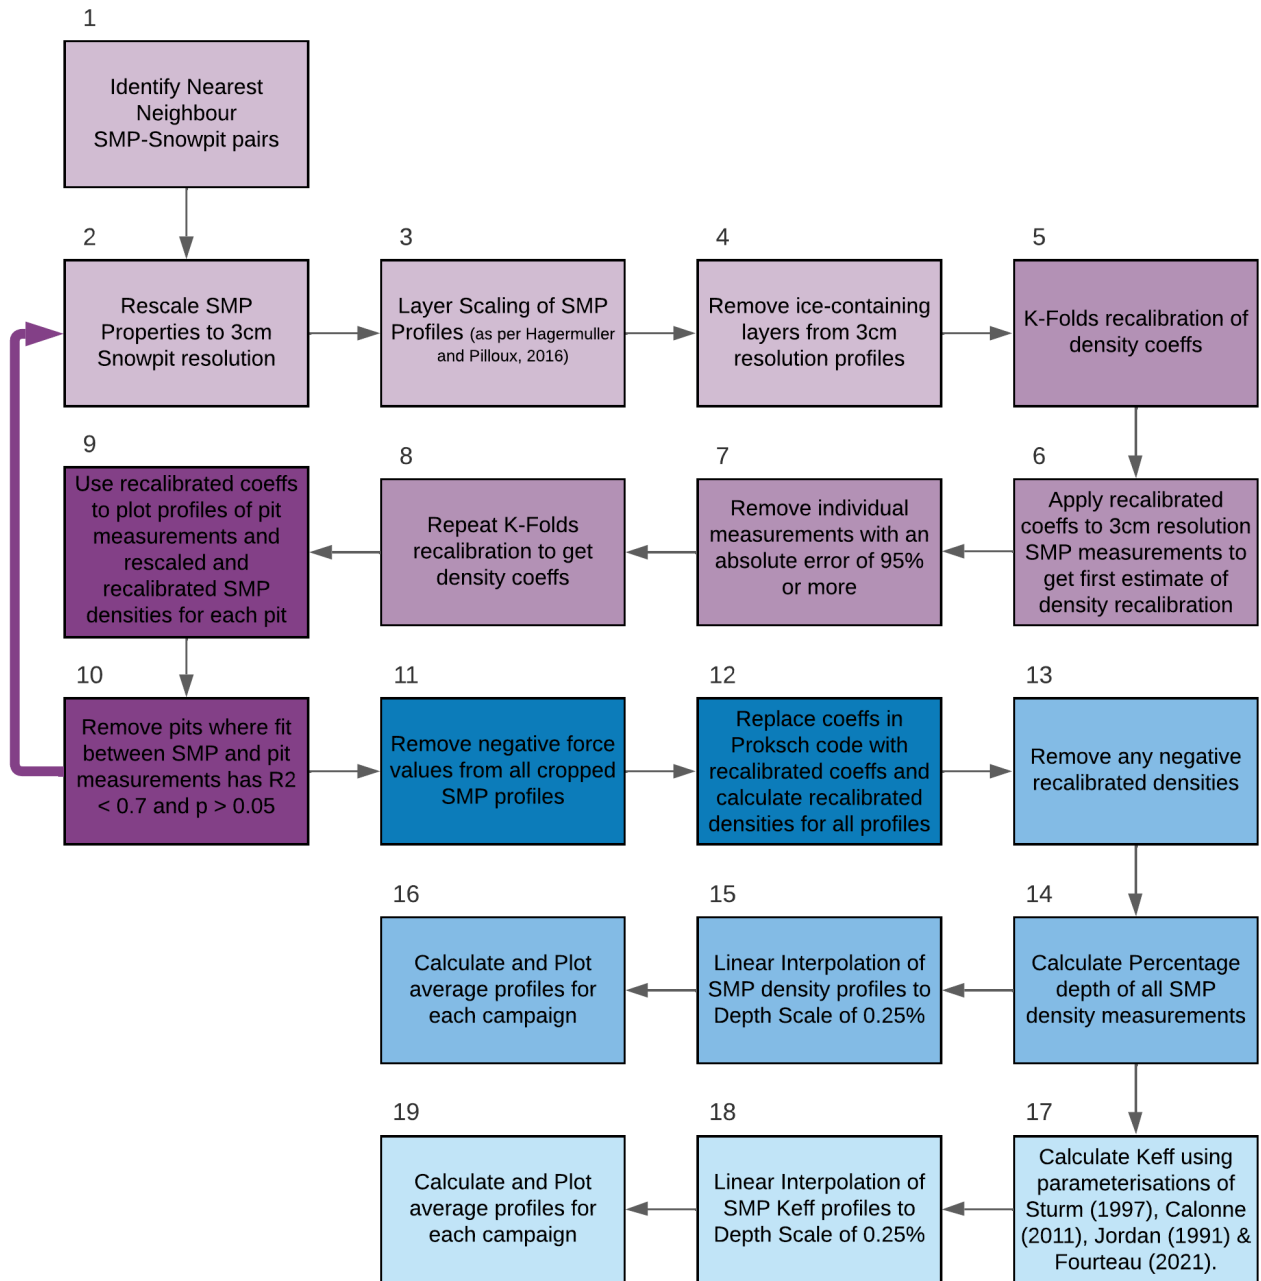 1
Identify Nearest
Neighbour
SMP-Snowpit pairs
2
Rescale SMP
Properties to 3cm
Snowpit resolution
3
Layer Scaling of SMP
Profiles (as per Hagermuller
and Pilloux, 2016)
4
Remove ice-containing
layers from 3cm
resolution profiles
5
K-Folds recalibration of
density coeffs
6
Apply recalibrated
coeffs to 3cm resolution
SMP measurements to
get first estimate of
density recalibration
7
Remove individual
measurements with an
absolute error of 95%
or more
8
Repeat K-Folds
recalibration to get
density coeffs
9
Use recalibrated coeffs
to plot profiles of pit
measurements and
rescaled and
recalibrated SMP
densities for each pit
10
Remove pits where fit
between SMP and pit
measurements has R2
< 0.7 and p > 0.05
11
Remove negative force
values from all cropped
SMP profiles
12
Replace coeffs in
Proksch code with
recalibrated coeffs and
calculate recalibrated
densities for all profiles
13
Remove any negative
recalibrated densities
14
Calculate Percentage
depth of all SMP
density measurements
15
Linear Interpolation of
SMP density profiles to
Depth Scale of 0.25%
16
Calculate and Plot
average profiles for
each campaign
17
Calculate Keff using
parameterisations of
Sturm (1997), Calonne
(2011), Jordan (1991) &
Fourteau (2021).
18
Linear Interpolation of
SMP Keff profiles to
Depth Scale of 0.25%
19
Calculate and Plot
average profiles for
each campaign